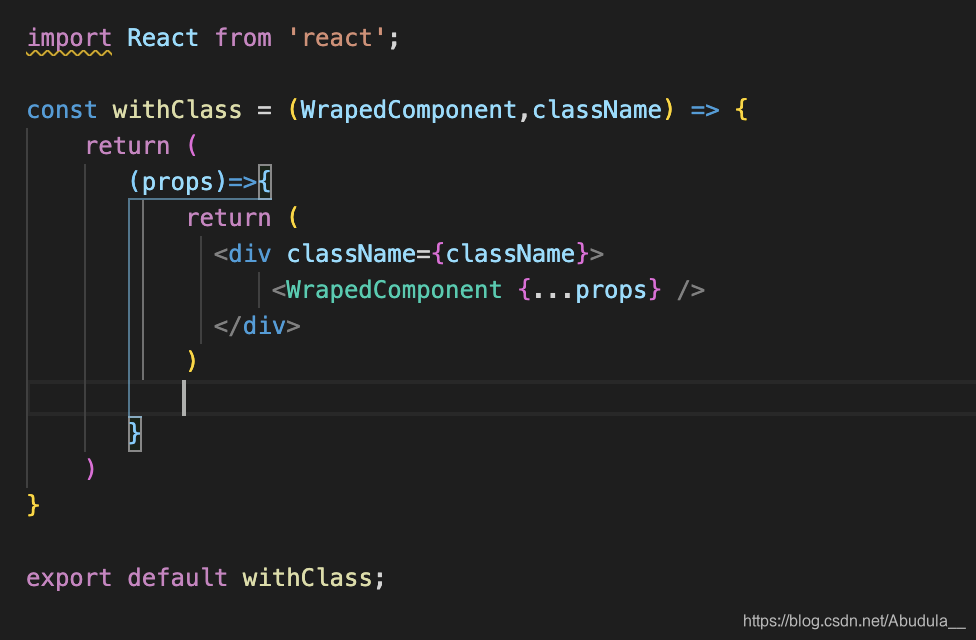 import React from 'react';
const withClass = (WrapedComponent,className) => {
return (
(props)=>{
return (
<div className={className}>
<WrapedComponent {...props} />
</div>
)
}
)
}
export default withClass;
https://blog.csdn.net/Abudula__